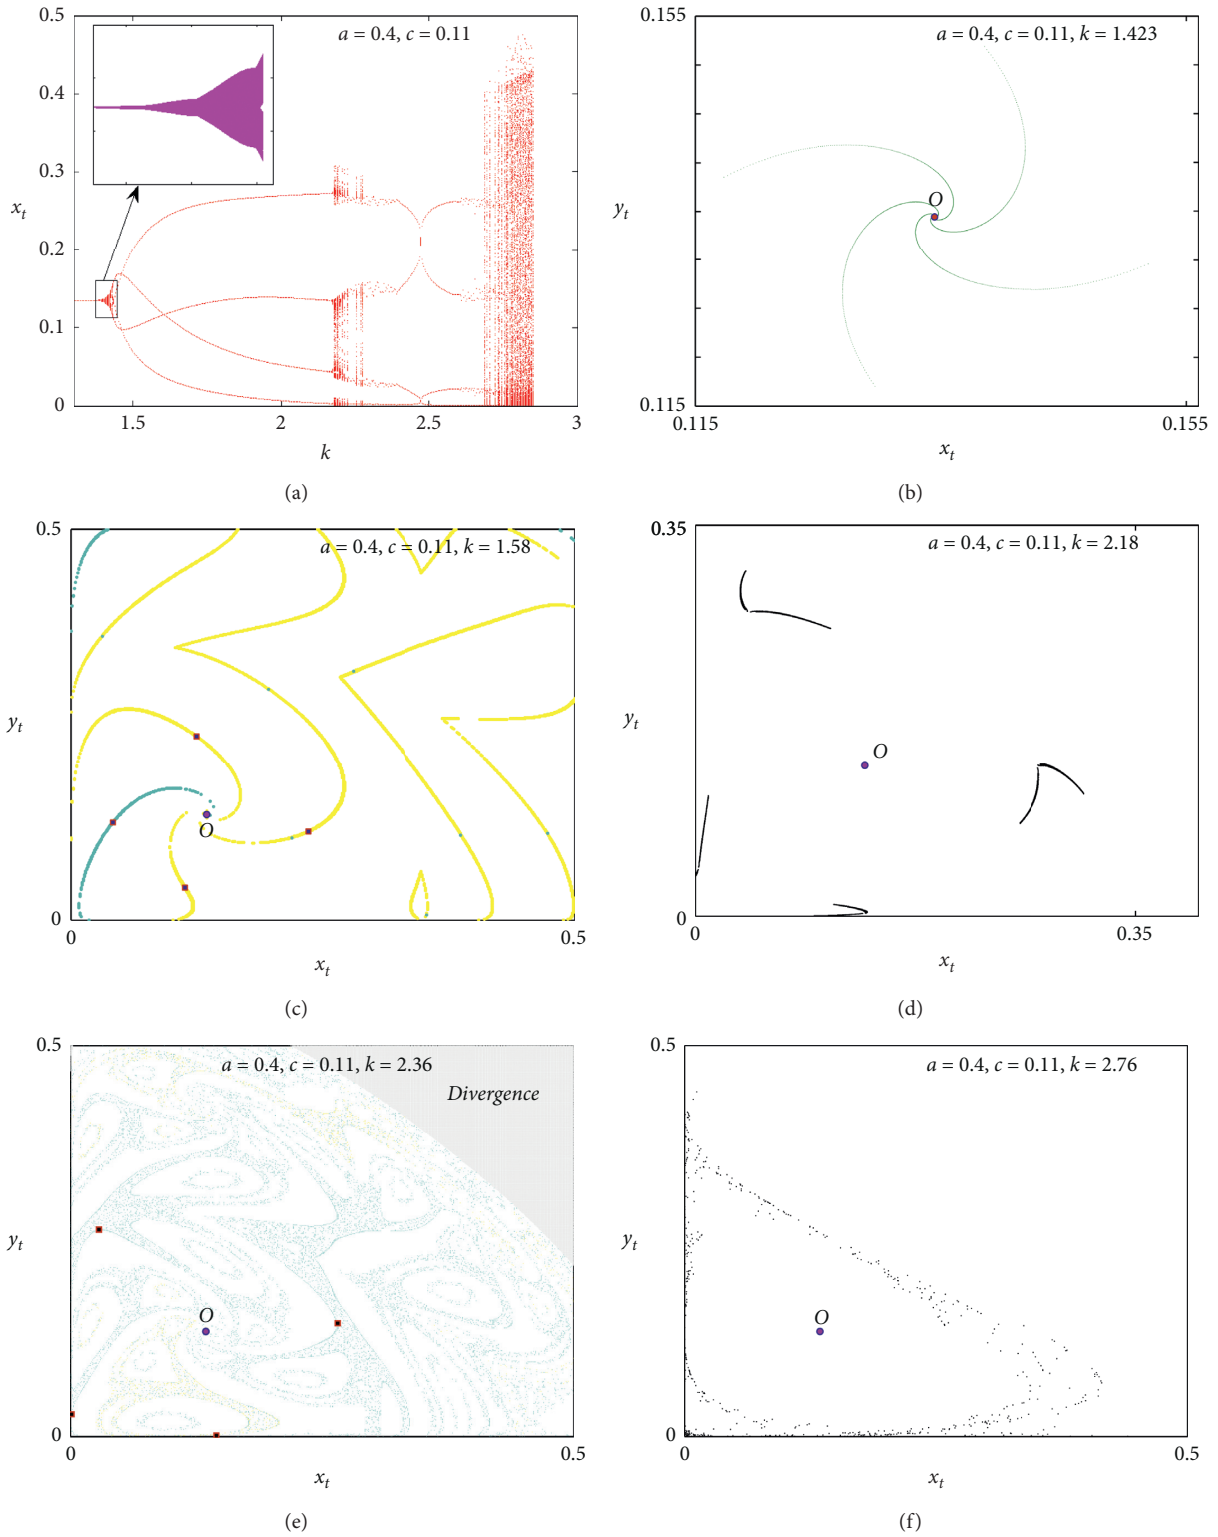 0.5
a = 0.4, c = 0.11
0.4
0.3
x_t
0.2
0.1
0
1.5 2 2.5 3
k
(a)
0.155
a = 0.4, c = 0.11, k = 1.423
O
y_t
0.115
0.115 0.155
x_t
(b)
0.5
a = 0.4, c = 0.11, k = 1.58
y_t
O
0
0 0.5
x_t
(c)
0.35
a = 0.4, c = 0.11, k = 2.18
y_t
O
0
0 0.35
x_t
(d)
0.5
a = 0.4, c = 0.11, k = 2.36
Divergence
y_t
O
0
0 0.5
x_t
(e)
0.5
a = 0.4, c = 0.11, k = 2.76
y_t
O
0
0 0.5
x_t
(f)